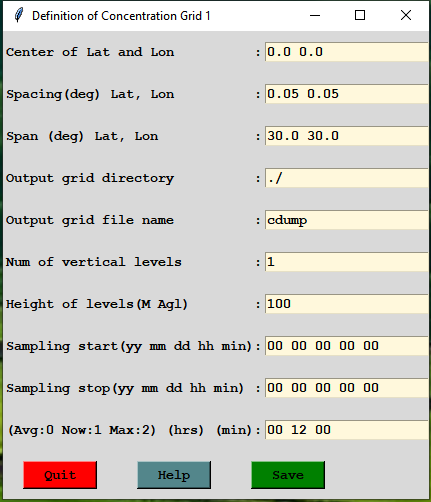 Definition of Concentration Grid 1
Center of Lat and Lon : 0.0 0.0
Spacing(deg) Lat, Lon : 0.05 0.05
Span (deg) Lat, Lon : 30.0 30.0
Output grid directory : ./
Output grid file name : cdump
Num of vertical levels : 1
Height of levels(M Agl) : 100
Sampling start(yy mm dd hh min): 00 00 00 00 00
Sampling stop(yy mm dd hh min) : 00 00 00 00 00
(Avg:0 Now:1 Max:2) (hrs) (min): 00 12 00
Quit Help Save